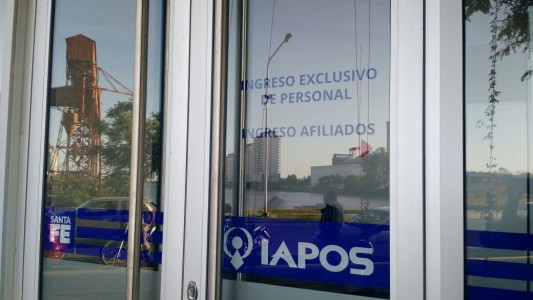 INGRESO EXCLUSIVO
DE PERSONAL
INGRESO AFILIADOS
SANTA
FE
IAPOS